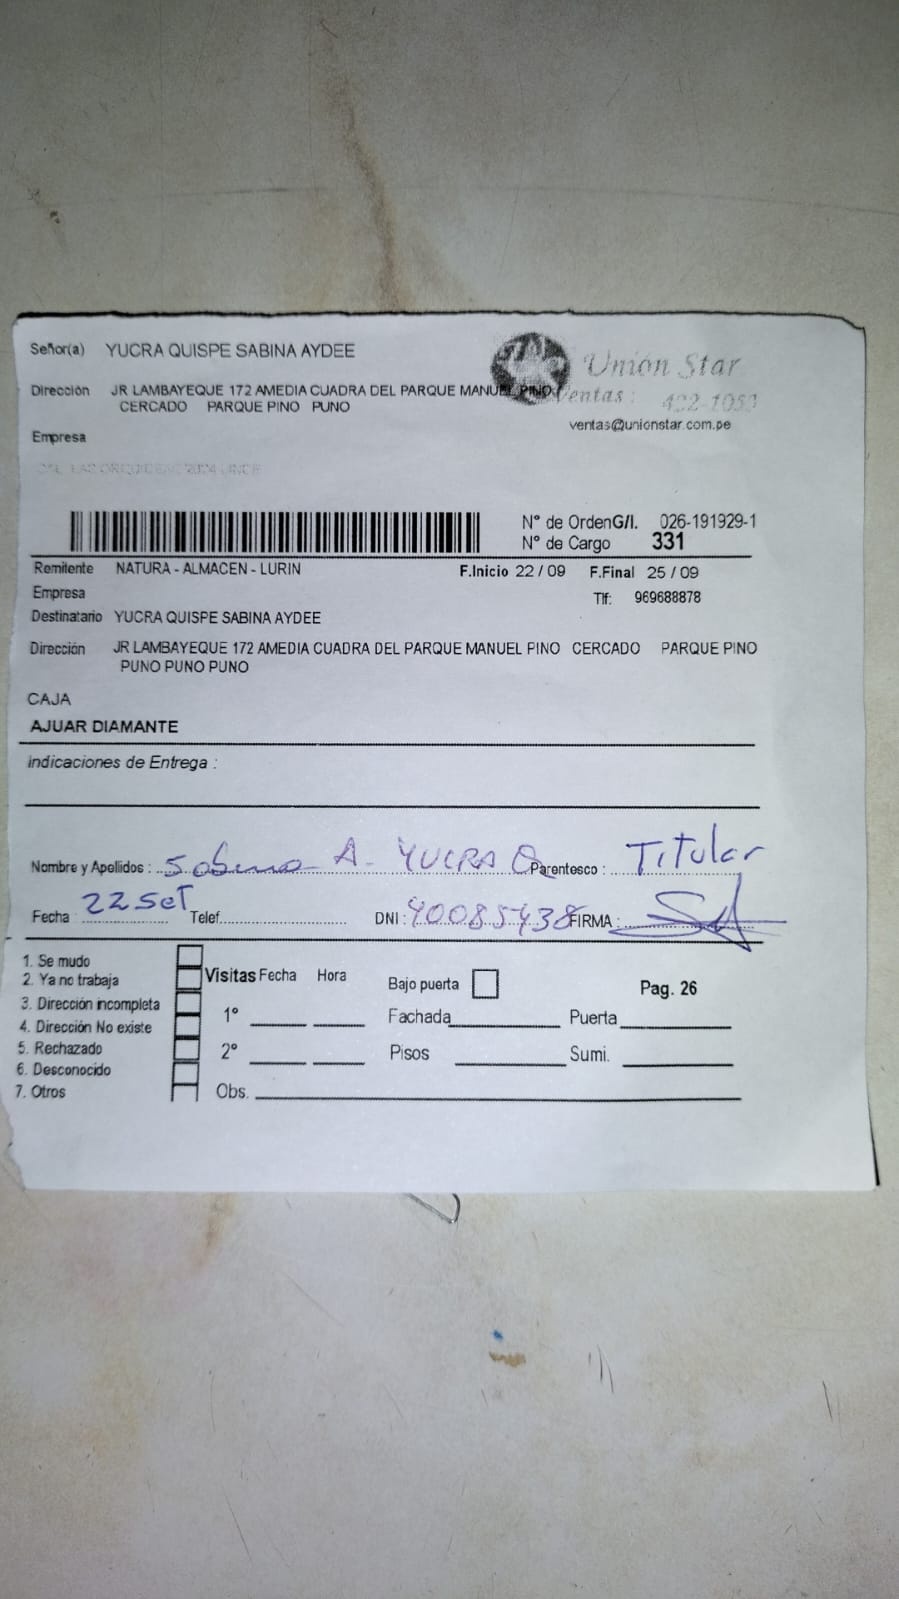 Señor(a) YUCRA QUISPE SABINA AYDEE
Unión Star
Dirección JR LAMBAYEQUE 172 AMEDIA CUADRA DEL PARQUE MANUEL PINO
Ventas : 422-1053
CERCADO PARQUE PINO PUNO
ventas@unionstar.com.pe
Empresa
N° de OrdenG/I. 026-191929-1
N° de Cargo 331
Remitente NATURA - ALMACEN - LURIN F.Inicio 22 / 09 F.Final 25 / 09
Empresa Tlf: 969688878
Destinatario YUCRA QUISPE SABINA AYDEE
Dirección JR LAMBAYEQUE 172 AMEDIA CUADRA DEL PARQUE MANUEL PINO CERCADO PARQUE PINO
PUNO PUNO PUNO
CAJA
AJUAR DIAMANTE
Indicaciones de Entrega :
Nombre y Apellidos : Sabina A. YUCRA Q Parentesco : Titular
Fecha 22 Set Telef. DNI : 40085438 FIRMA :
1. Se mudo
2. Ya no trabaja Visitas Fecha Hora Bajo puerta Pag. 26
3. Dirección incompleta 1° Fachada Puerta
4. Dirección No existe
5. Rechazado 2° Pisos Sumi.
6. Desconocido
7. Otros Obs.